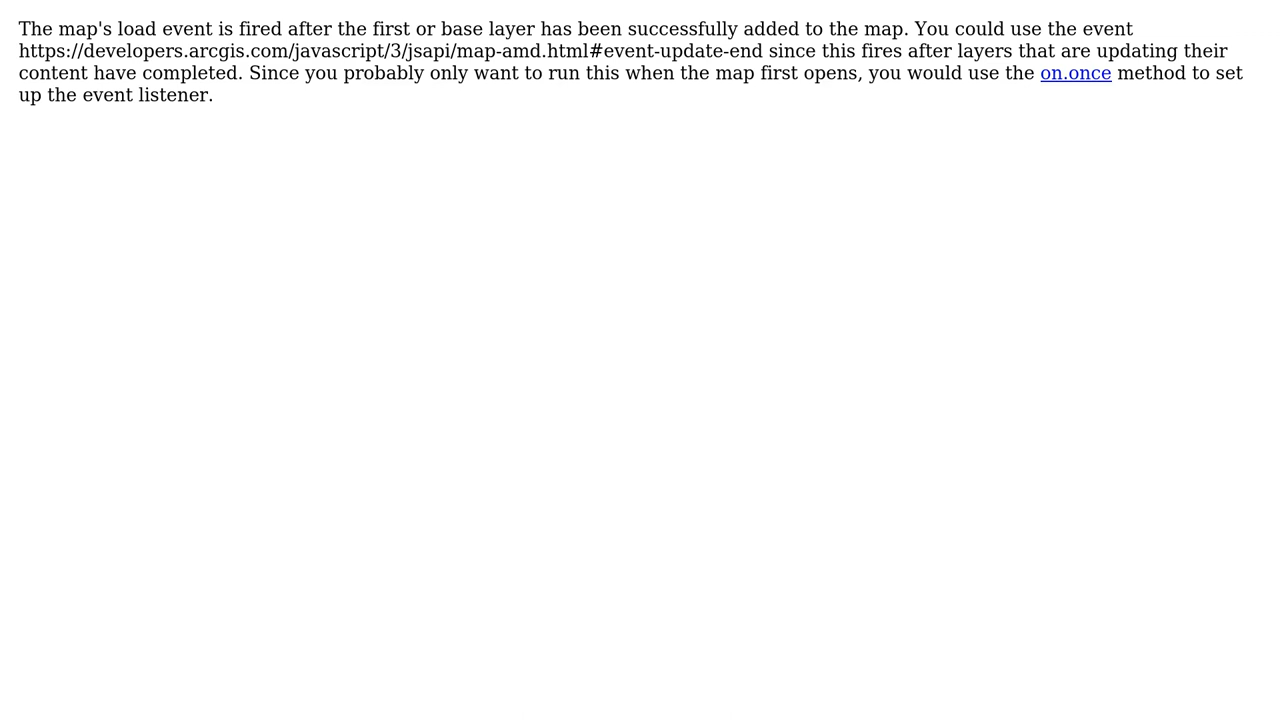 The map's load event is fired after the first or base layer has been successfully added to the map. You could use the event
https://developers.arcgis.com/javascript/3/jsapi/map-amd.html#event-update-end since this fires after layers that are updating their
content have completed. Since you probably only want to run this when the map first opens, you would use the on.once method to set
up the event listener.